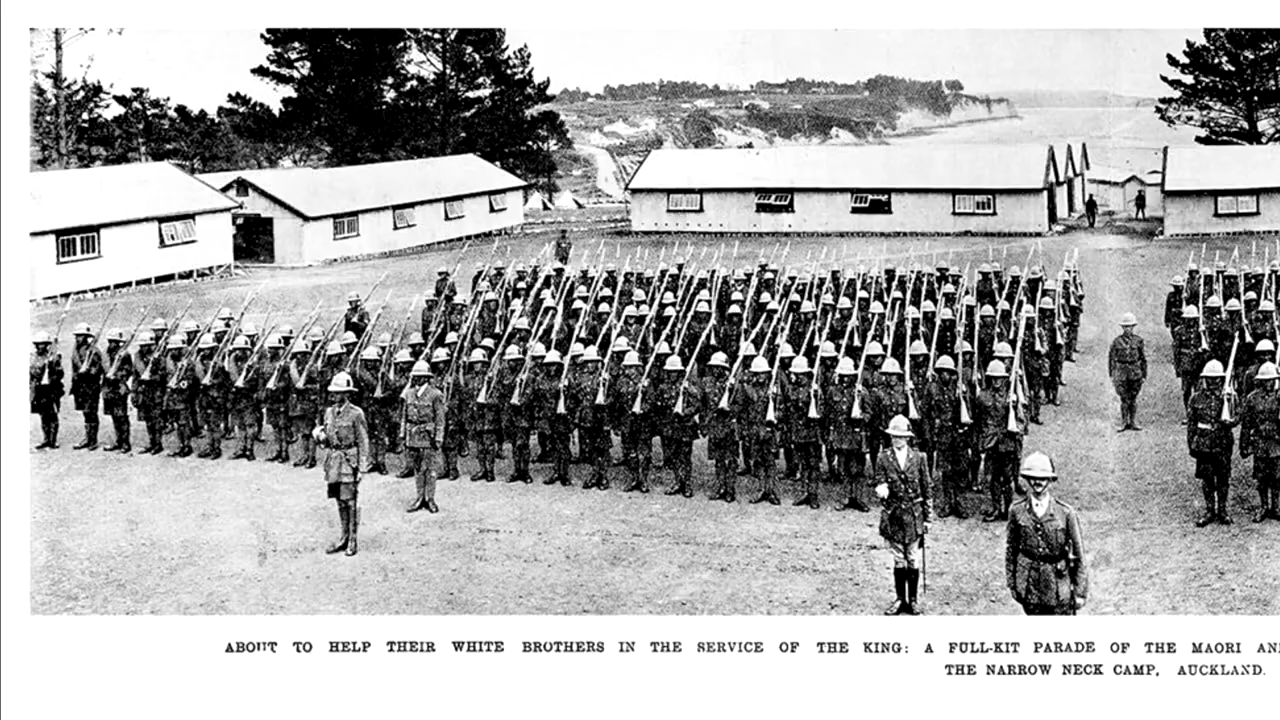 ABOUT TO HELP THEIR WHITE BROTHERS IN THE SERVICE OF THE KING: A FULL-KIT PARADE OF THE MAORI AN
THE NARROW NECK CAMP, AUCKLAND.